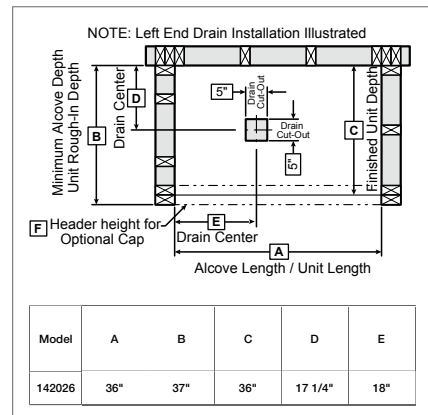 NOTE: Left End Drain Installation Illustrated
Minimum Alcove Depth
Unit Rough-In Depth
B
Drain Center
D
5"
Drain
Cut-Out
Drain
Cut-Out
5"
C
Finished Unit Depth
E
F Header height for
Optional Cap
Drain Center
A
Alcove Length / Unit Length
Model A B C D E
142026 36" 37" 36" 17 1/4" 18"